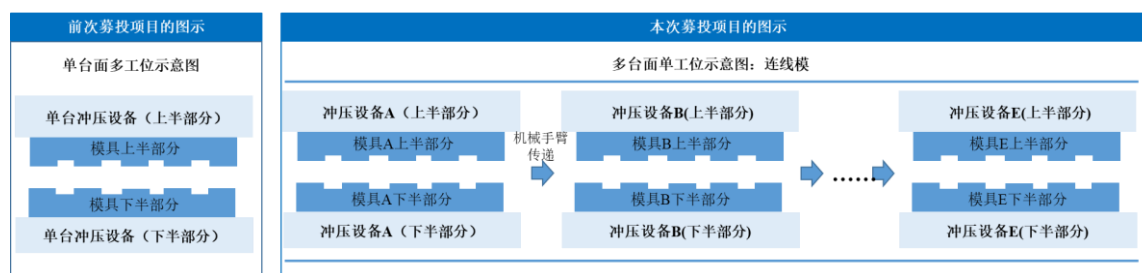 前次募投项目的图示
单台面多工位示意图
单台冲压设备（上半部分）
模具上半部分
模具下半部分
单台冲压设备（下半部分）
本次募投项目的图示
多台面单工位示意图：连线模
冲压设备A（上半部分）
模具A上半部分
模具A下半部分
冲压设备A（下半部分）
机械手臂
传递
冲压设备B(上半部分)
模具B上半部分
模具B下半部分
冲压设备B(下半部分)
……
冲压设备E(上半部分)
模具E上半部分
模具E下半部分
冲压设备E(下半部分)